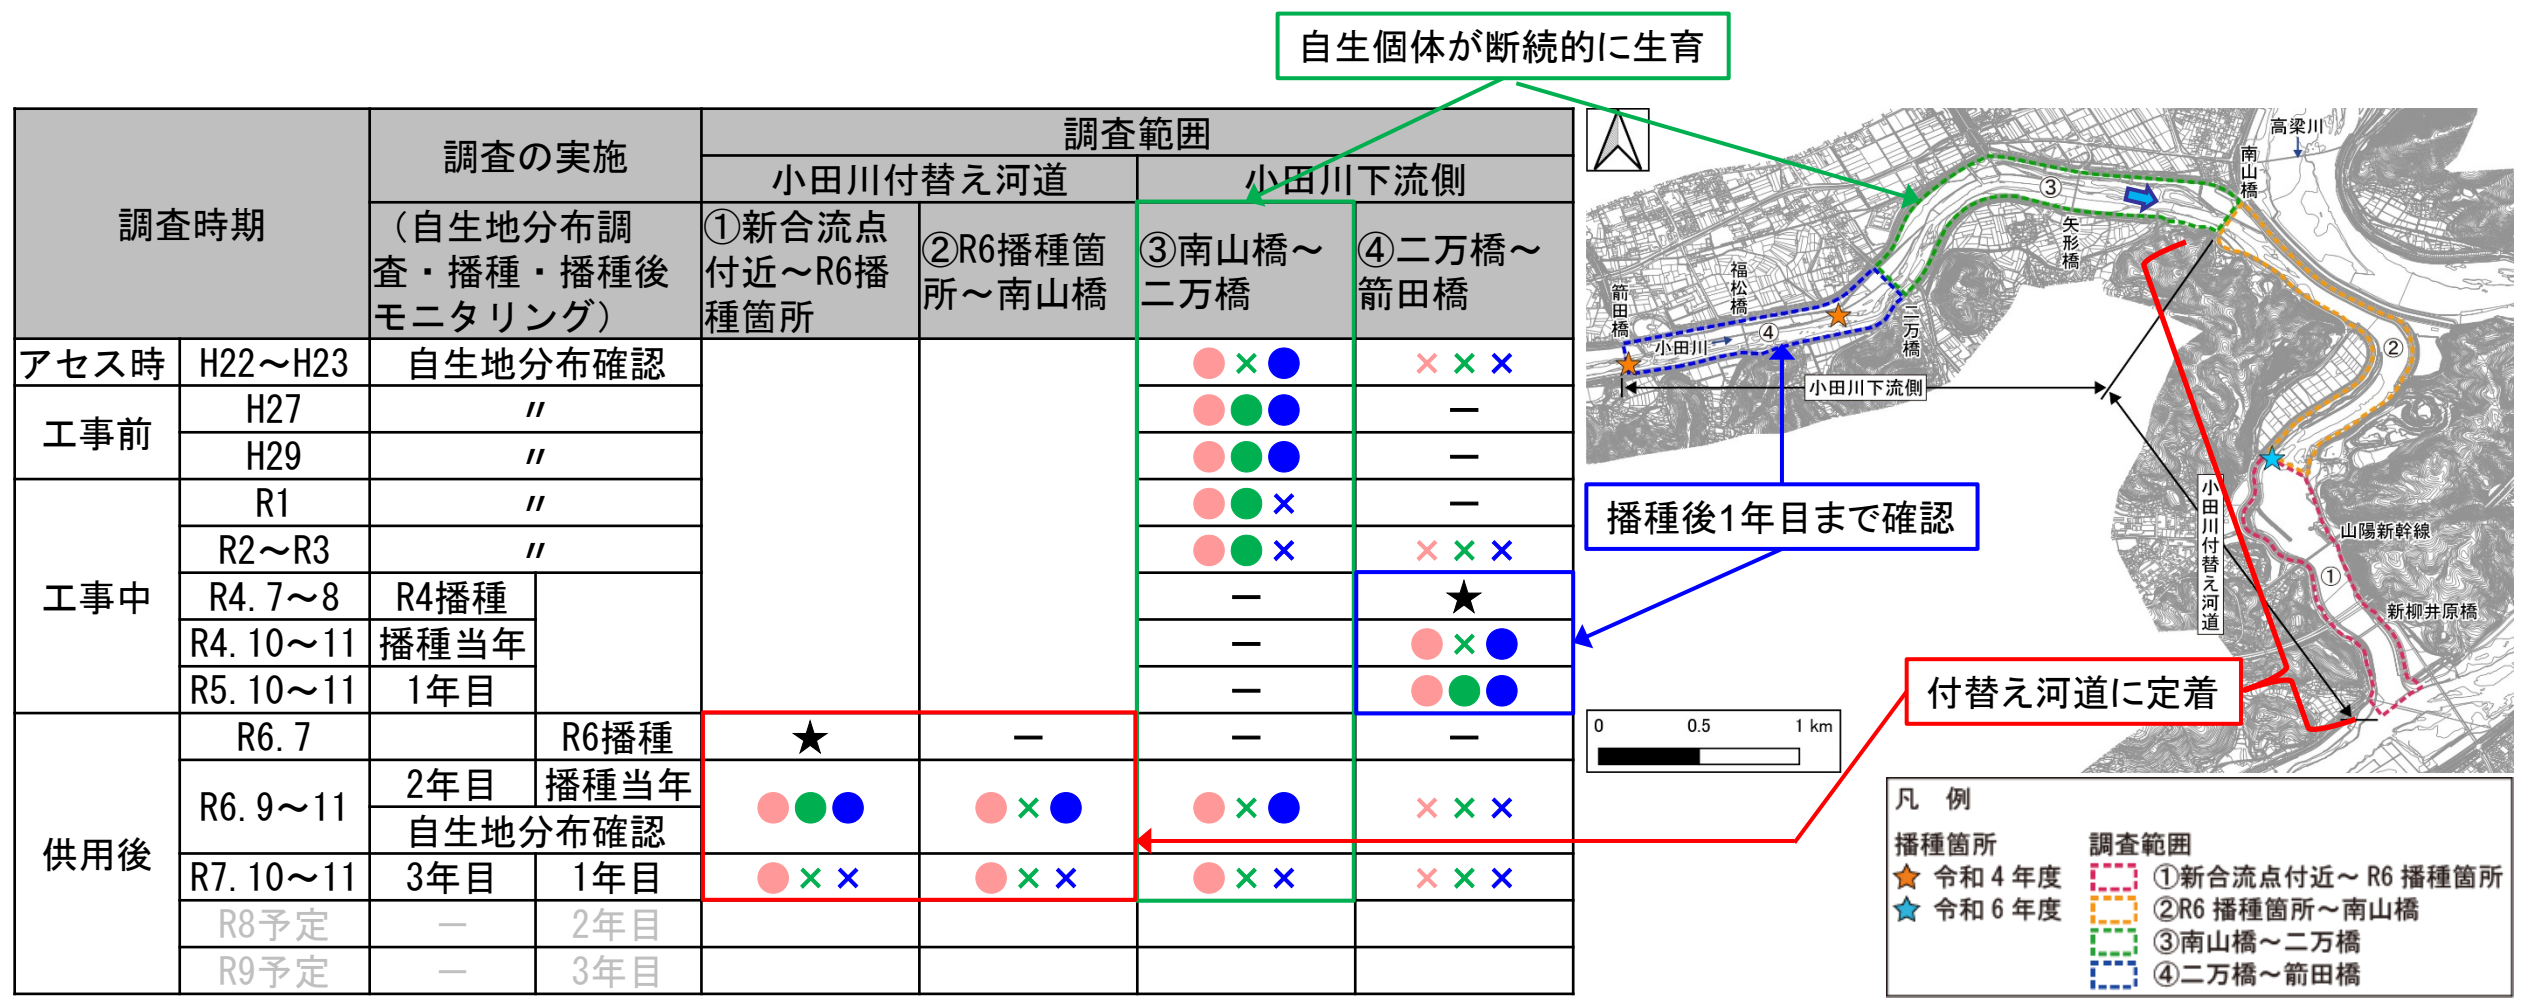 自生個体が断続的に生育
調査時期
調査の実施
（自生地分布調
査・播種・播種後
モニタリング）
調査範囲
小田川付替え河道
小田川下流側
①新合流点
付近～R6播
種箇所
②R6播種箇
所～南山橋
③南山橋～
二万橋
④二万橋～
箭田橋
アセス時 H22～H23 自生地分布確認 ●×● ×××
工事前 H27 〃 ●●● －
H29 〃 ●●● －
工事中 R1 〃 ●●× －
R2～R3 〃 ●●× ×××
R4.7～8 R4播種 － ★
R4.10～11 播種当年 － ●×●
R5.10～11 1年目 － ●●●
供用後 R6.7 R6播種 ★ － － －
R6.9～11 2年目 播種当年 ●●● ●×● ●×● ×××
自生地分布確認
R7.10～11 3年目 1年目 ●×× ●×× ●×× ×××
R8予定 － 2年目
R9予定 － 3年目
高梁川
南山橋
③
矢形橋
福松橋
箭田橋
④
小田川
二万橋
②
小田川下流側
小田川付替え河道
山陽新幹線
①
新柳井原橋
播種後1年目まで確認
付替え河道に定着
0 0.5 1 km
凡 例
播種箇所
★ 令和4年度
★ 令和6年度
調査範囲
①新合流点付近～R6播種箇所
②R6播種箇所～南山橋
③南山橋～二万橋
④二万橋～箭田橋